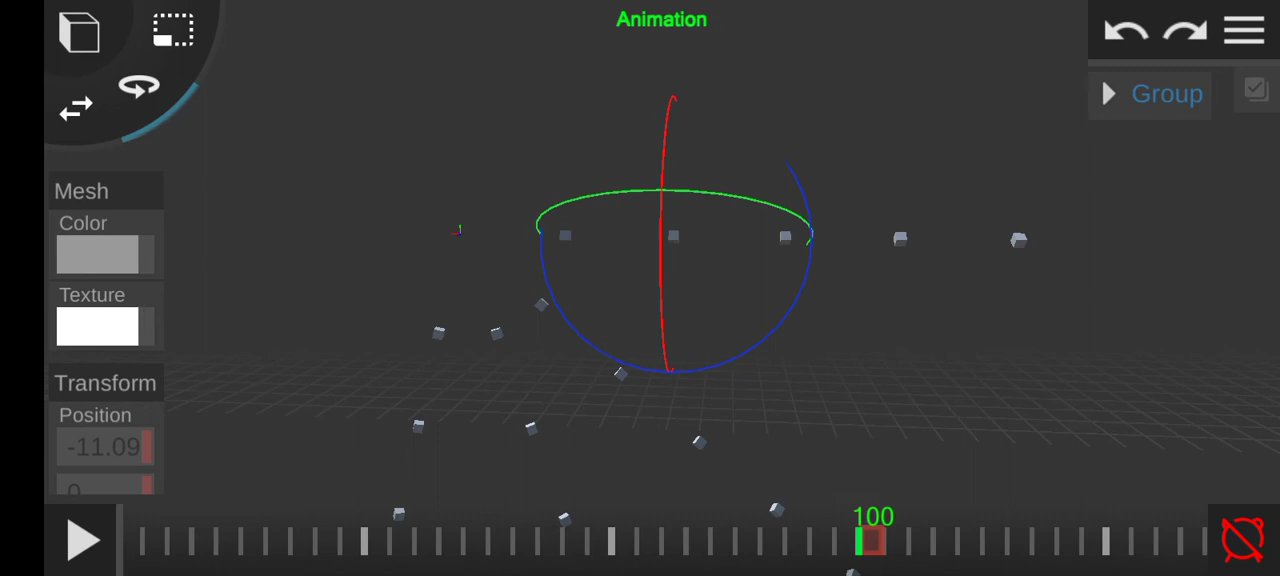 Animation
Group
Mesh
Color
Texture
Transform
Position
-11.09
0
100